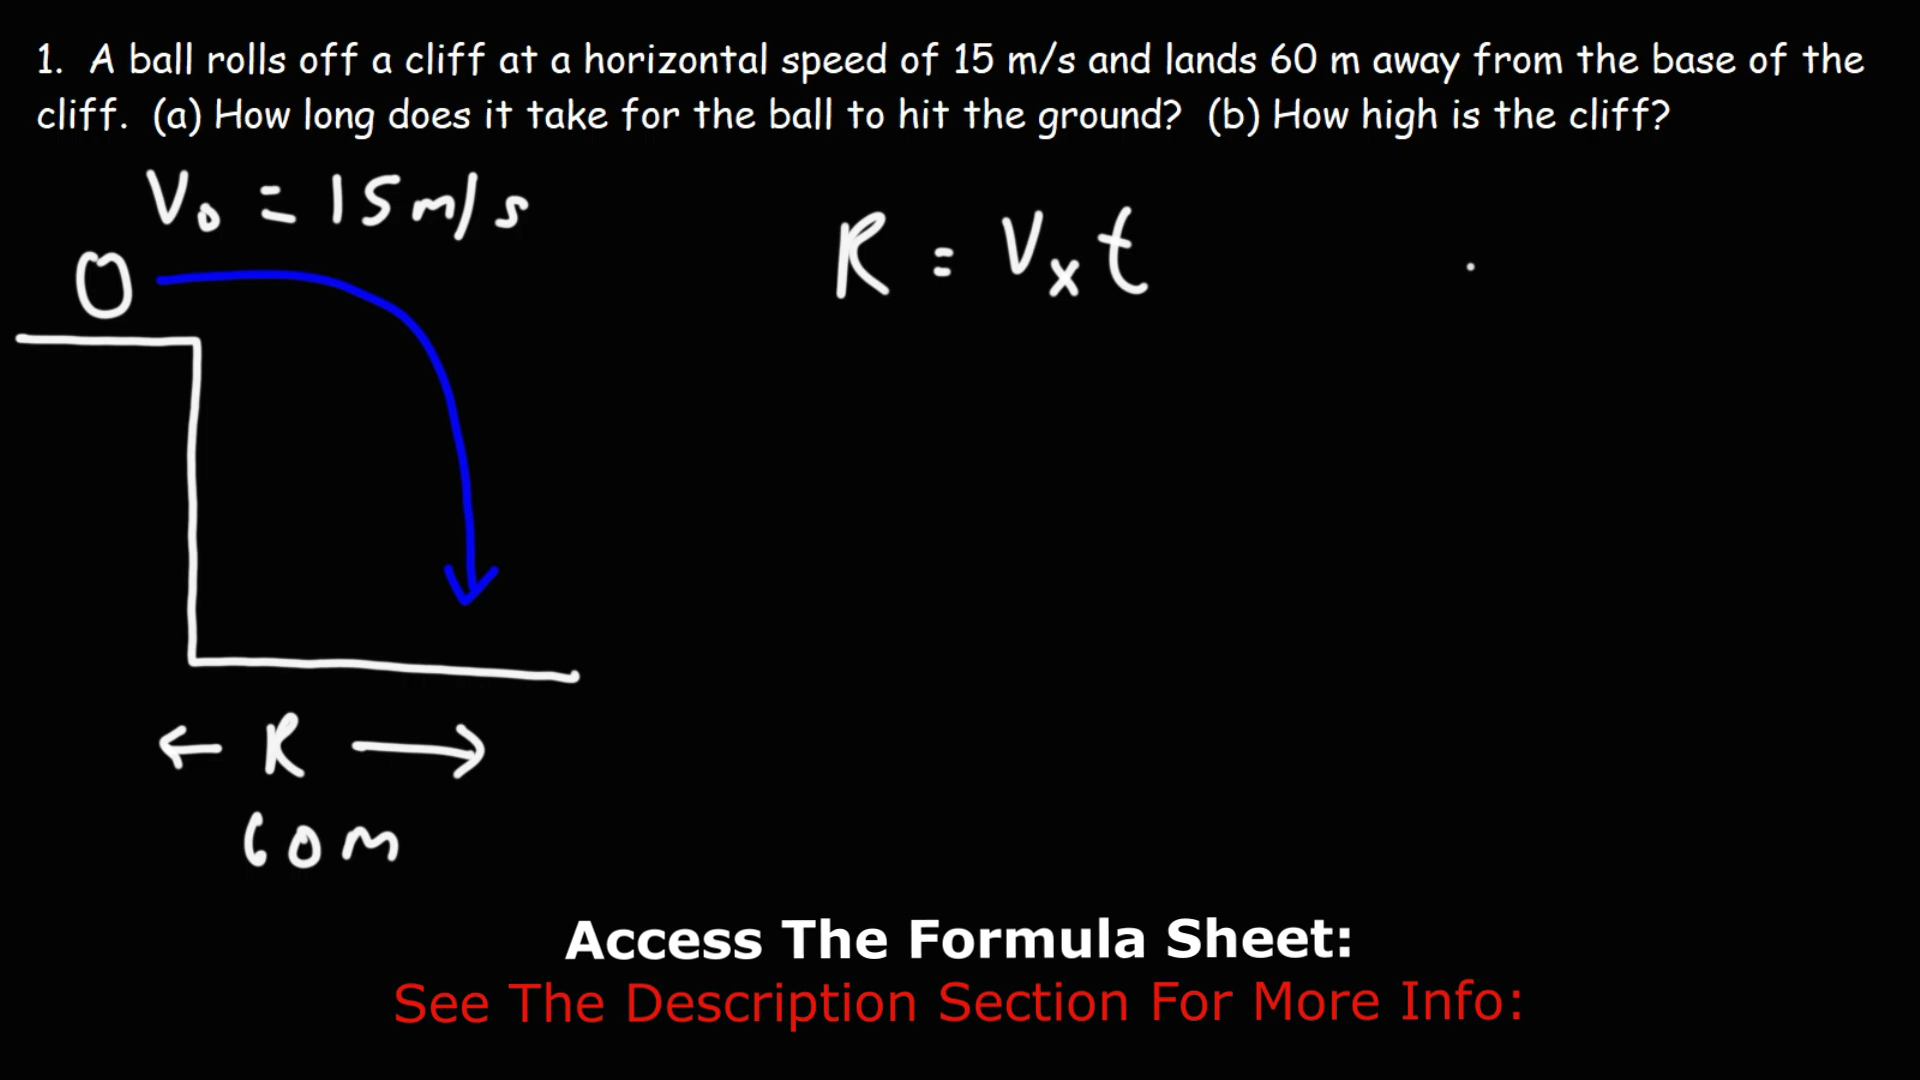 1. A ball rolls off a cliff at a horizontal speed of 15 m/s and lands 60 m away from the base of the
cliff. (a) How long does it take for the ball to hit the ground? (b) How high is the cliff?
V₀ = 15 m/s
R = Vₓt
R
60 m
Access The Formula Sheet:
See The Description Section For More Info: